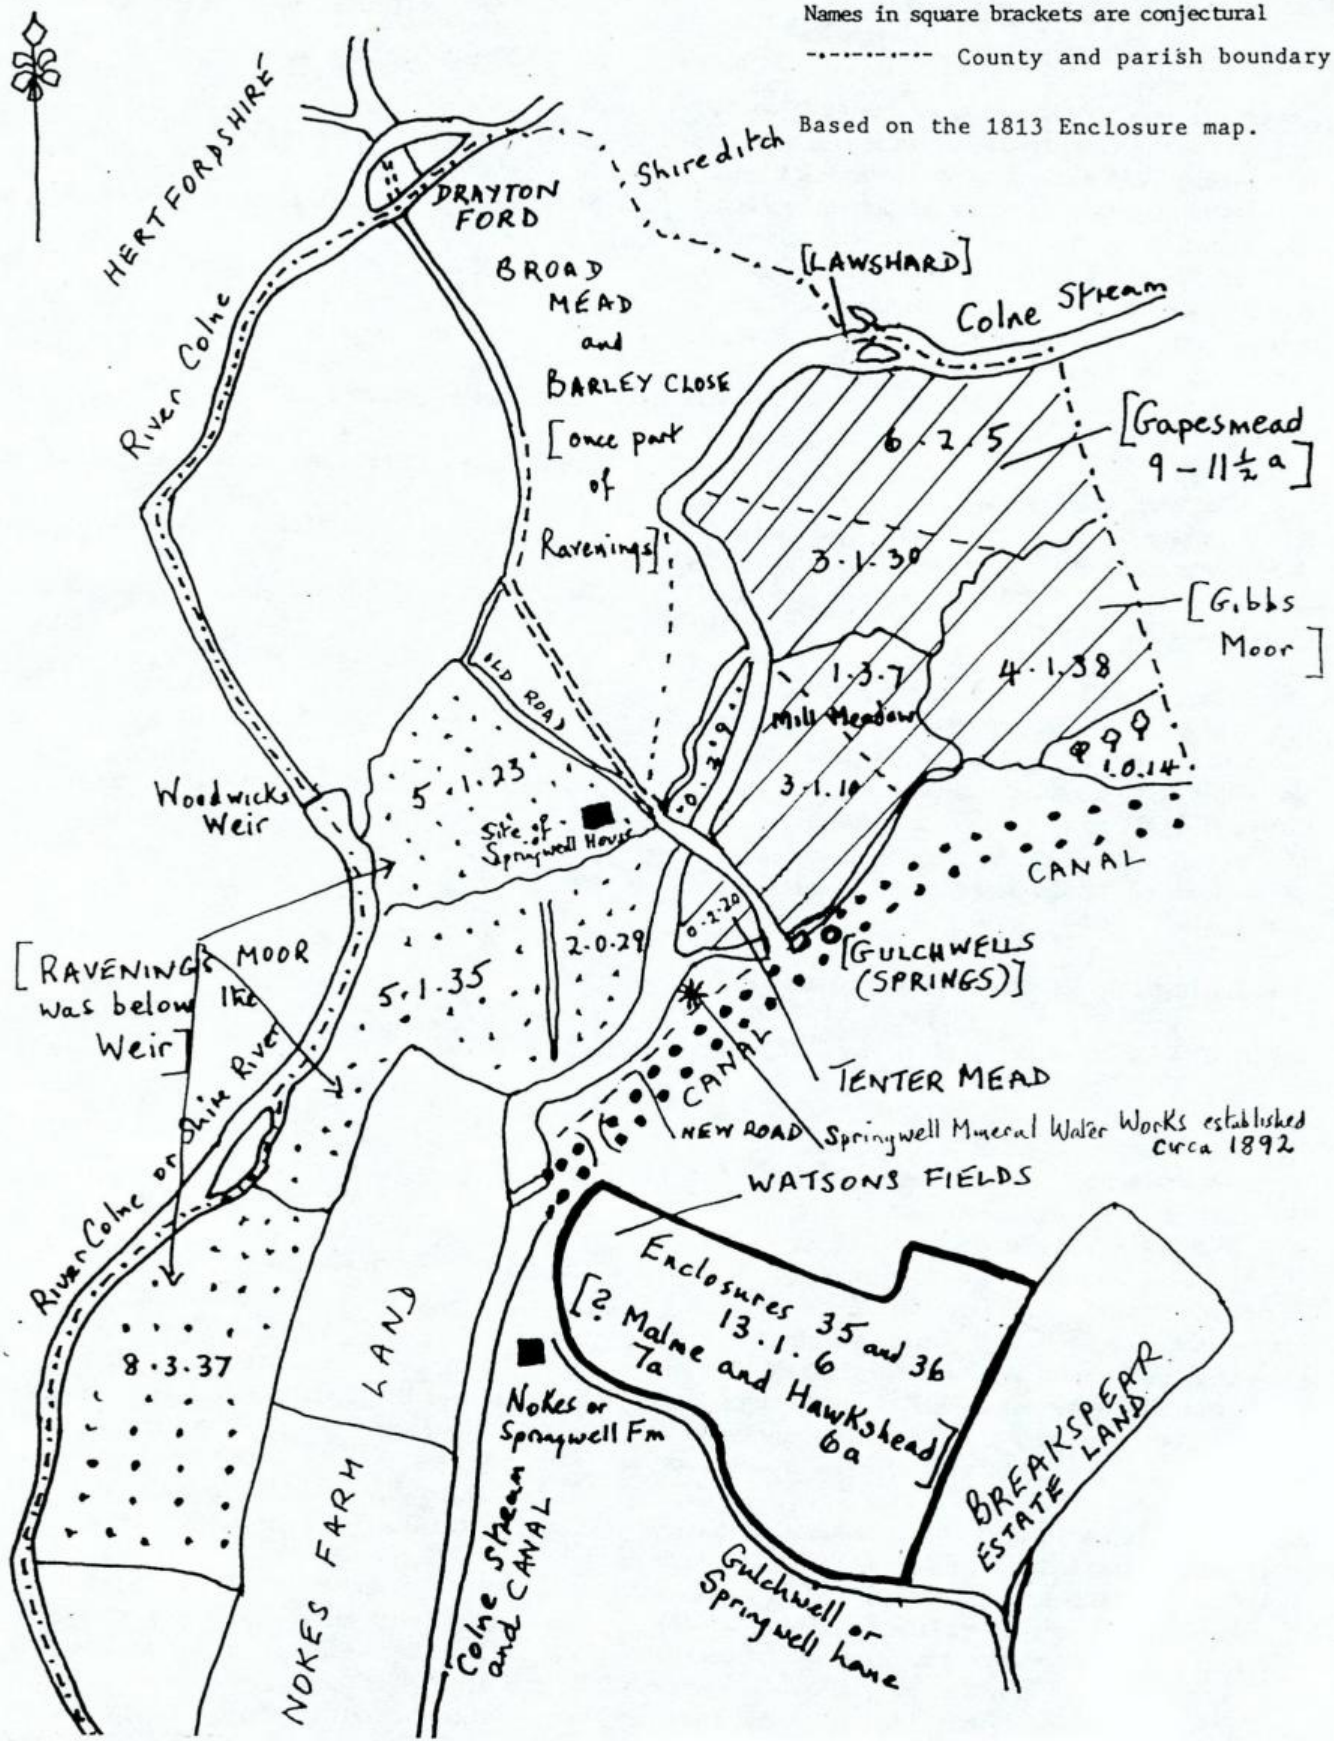 Names in square brackets are conjectural
County and parish boundary
Based on the 1813 Enclosure map.
HERTFORDSHIRE
Shireditch
DRAYTON
FORD
[LAWSHARD]
BROAD
MEAD
and
BARLEY CLOSE
[once part
of
Ravenings]
Colne Stream
River Colne
6 - 2 - 5
[Gapesmead
9 - 11 1/2 a]
3.1.30
[Gibbs
Moor]
OLD ROAD
1.3.7
4.1.38
Mill Meadow
1.0.14
0.3.9
3.1.10
5.1.23
Woodwicks
Weir
Site of
Springwell House
CANAL
0.2.20
2.0.29
[GULCHWELLS
(SPRINGS)]
[RAVENINGS MOOR
was below the
Weir]
5.1.35
CANAL
TENTER MEAD
NEW ROAD
Springwell Mineral Water Works established
circa 1892
WATSONS FIELDS
River Colne or Shire River
Enclosures 35 and 36
13.1.6
[? Malme and Hawkshead]
7a
6a
8.3.37
Nokes or
Springwell Fm
BREAKSPEAR
ESTATE LAND
NOKES FARM LAND
Colne Stream
and CANAL
Gulchwell or
Springwell Lane